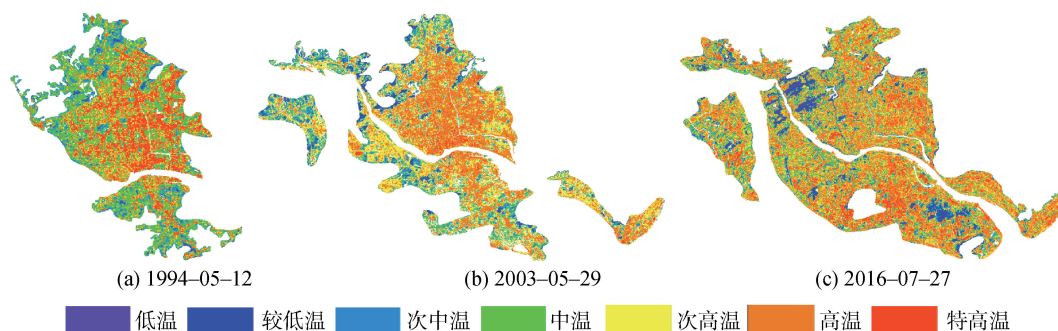 (a) 1994–05–12
(b) 2003–05–29
(c) 2016–07–27
低温 较低温 次中温 中温 次高温 高温 特高温